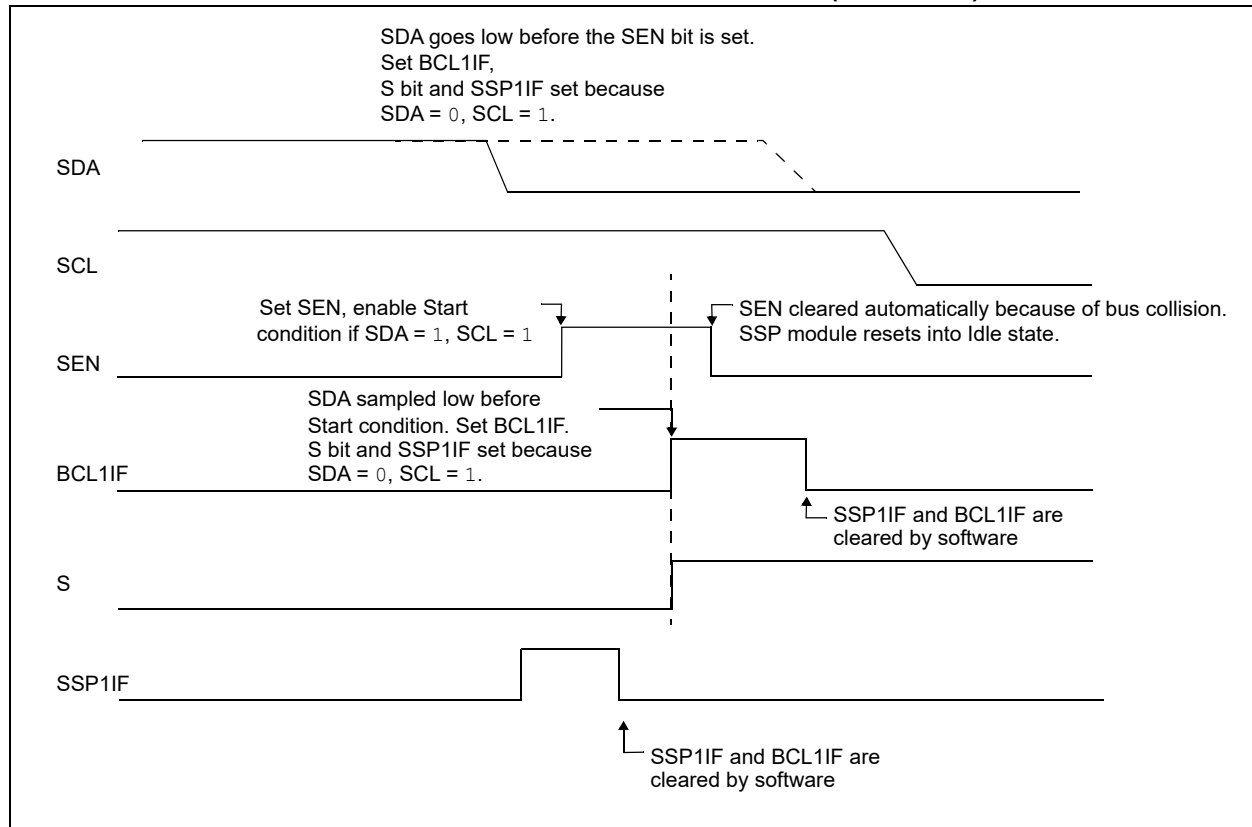 SDA goes low before the SEN bit is set.
Set BCL1IF,
S bit and SSP1IF set because
SDA = 0, SCL = 1.
SDA
SCL
Set SEN, enable Start
condition if SDA = 1, SCL = 1
SEN cleared automatically because of bus collision.
SSP module resets into Idle state.
SEN
SDA sampled low before
Start condition. Set BCL1IF.
S bit and SSP1IF set because
SDA = 0, SCL = 1.
BCL1IF
SSP1IF and BCL1IF are
cleared by software
S
SSP1IF
SSP1IF and BCL1IF are
cleared by software